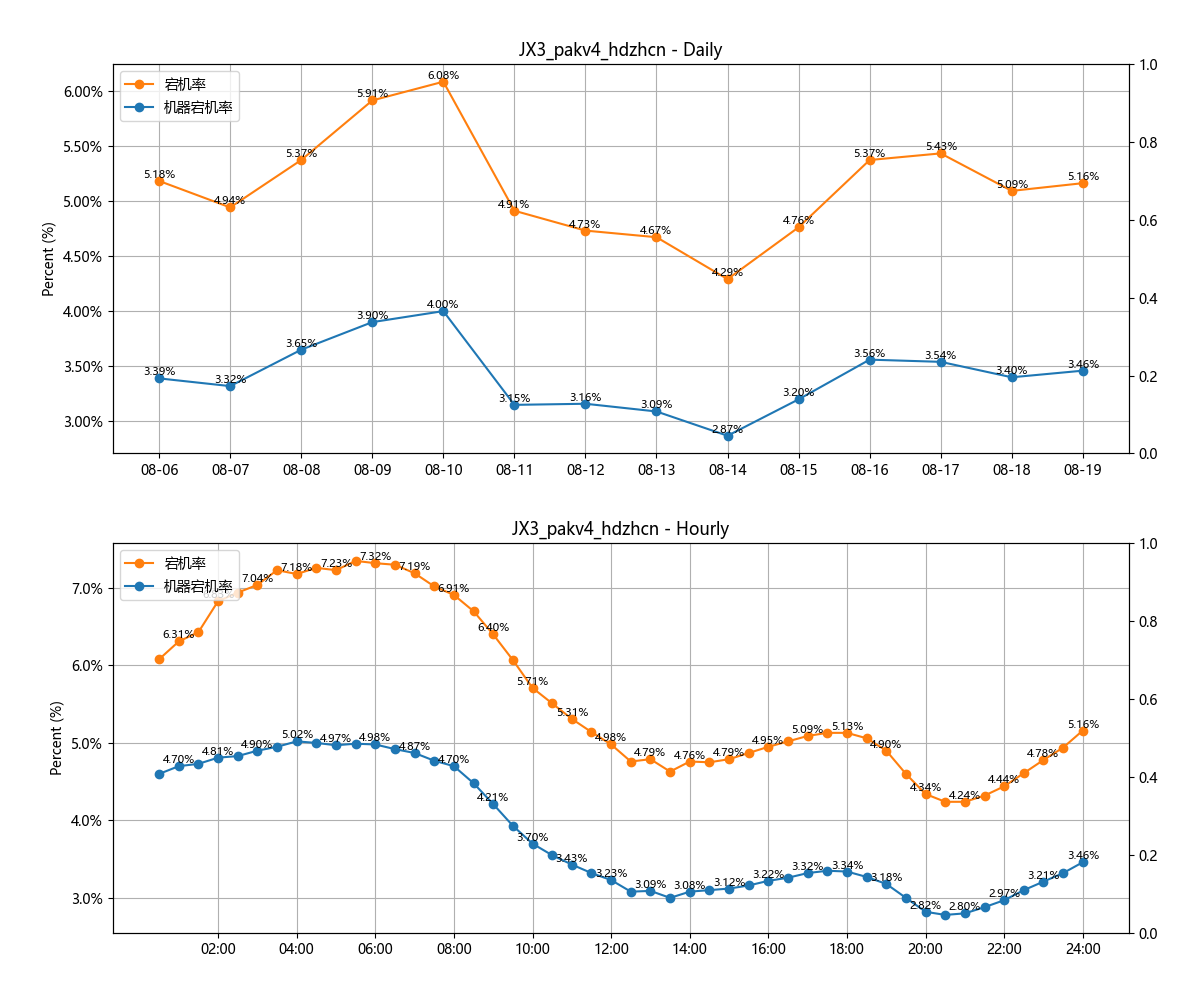 JX3_pakv4_hdzhcn - Daily
宕机率
机器宕机率
Percent (%)
6.00%
5.50%
5.00%
4.50%
4.00%
3.50%
3.00%
5.18% 4.94% 5.37% 5.91% 6.08% 4.91% 4.73% 4.67% 4.29% 4.76% 5.37% 5.43% 5.09% 5.16%
3.39% 3.32% 3.65% 3.90% 4.00% 3.15% 3.16% 3.09% 2.87% 3.20% 3.56% 3.54% 3.40% 3.46%
1.0
0.8
0.6
0.4
0.2
0.0
08-06 08-07 08-08 08-09 08-10 08-11 08-12 08-13 08-14 08-15 08-16 08-17 08-18 08-19
JX3_pakv4_hdzhcn - Hourly
宕机率
机器宕机率
Percent (%)
7.0%
6.0%
5.0%
4.0%
3.0%
6.31% 7.04% 7.18% 7.23% 7.32% 7.19% 6.91% 6.40% 5.71% 5.31% 4.98% 4.79% 4.76% 4.79% 4.95% 5.09% 5.13% 4.90% 4.34% 4.24% 4.44% 4.78% 5.16%
4.70% 4.81% 4.90% 5.02% 4.97% 4.98% 4.87% 4.70% 4.21% 3.70% 3.43% 3.23% 3.09% 3.08% 3.12% 3.22% 3.32% 3.34% 3.18% 2.82% 2.80% 2.97% 3.21% 3.46%
1.0
0.8
0.6
0.4
0.2
0.0
02:00 04:00 06:00 08:00 10:00 12:00 14:00 16:00 18:00 20:00 22:00 24:00